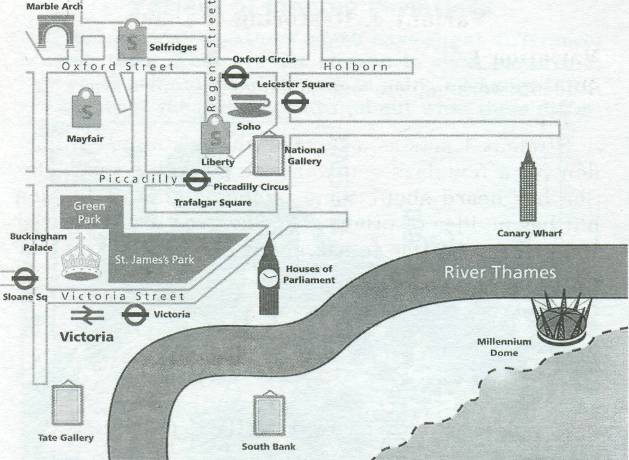 Marble Arch
Selfridges
Oxford Street
Regent Street
Oxford Circus
Holborn
Leicester Square
Mayfair
Soho
Liberty
National
Gallery
Piccadilly
Piccadilly Circus
Trafalgar Square
Green
Park
Buckingham
Palace
St. James's Park
Canary Wharf
Houses of
Parliament
River Thames
Sloane Sq
Victoria Street
Victoria
Victoria
Millennium
Dome
Tate Gallery
South Bank